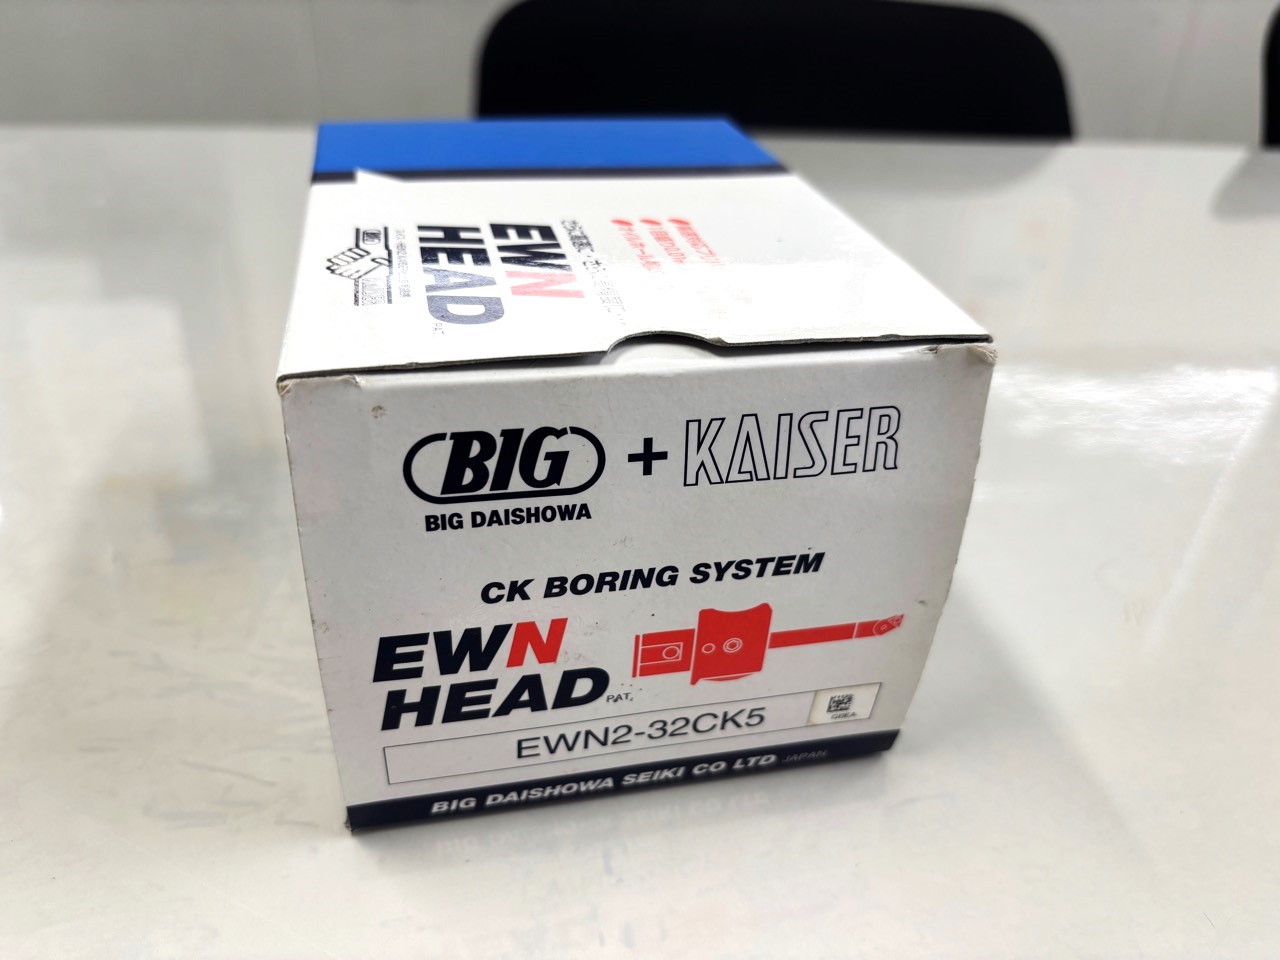 EWN
HEAD
PAT.
BIG
+
KAISER
BIG DAISHOWA
CK BORING SYSTEM
EWN
HEAD
PAT.
EWN2-32CK5
BIG DAISHOWA SEIKI CO LTD JAPAN